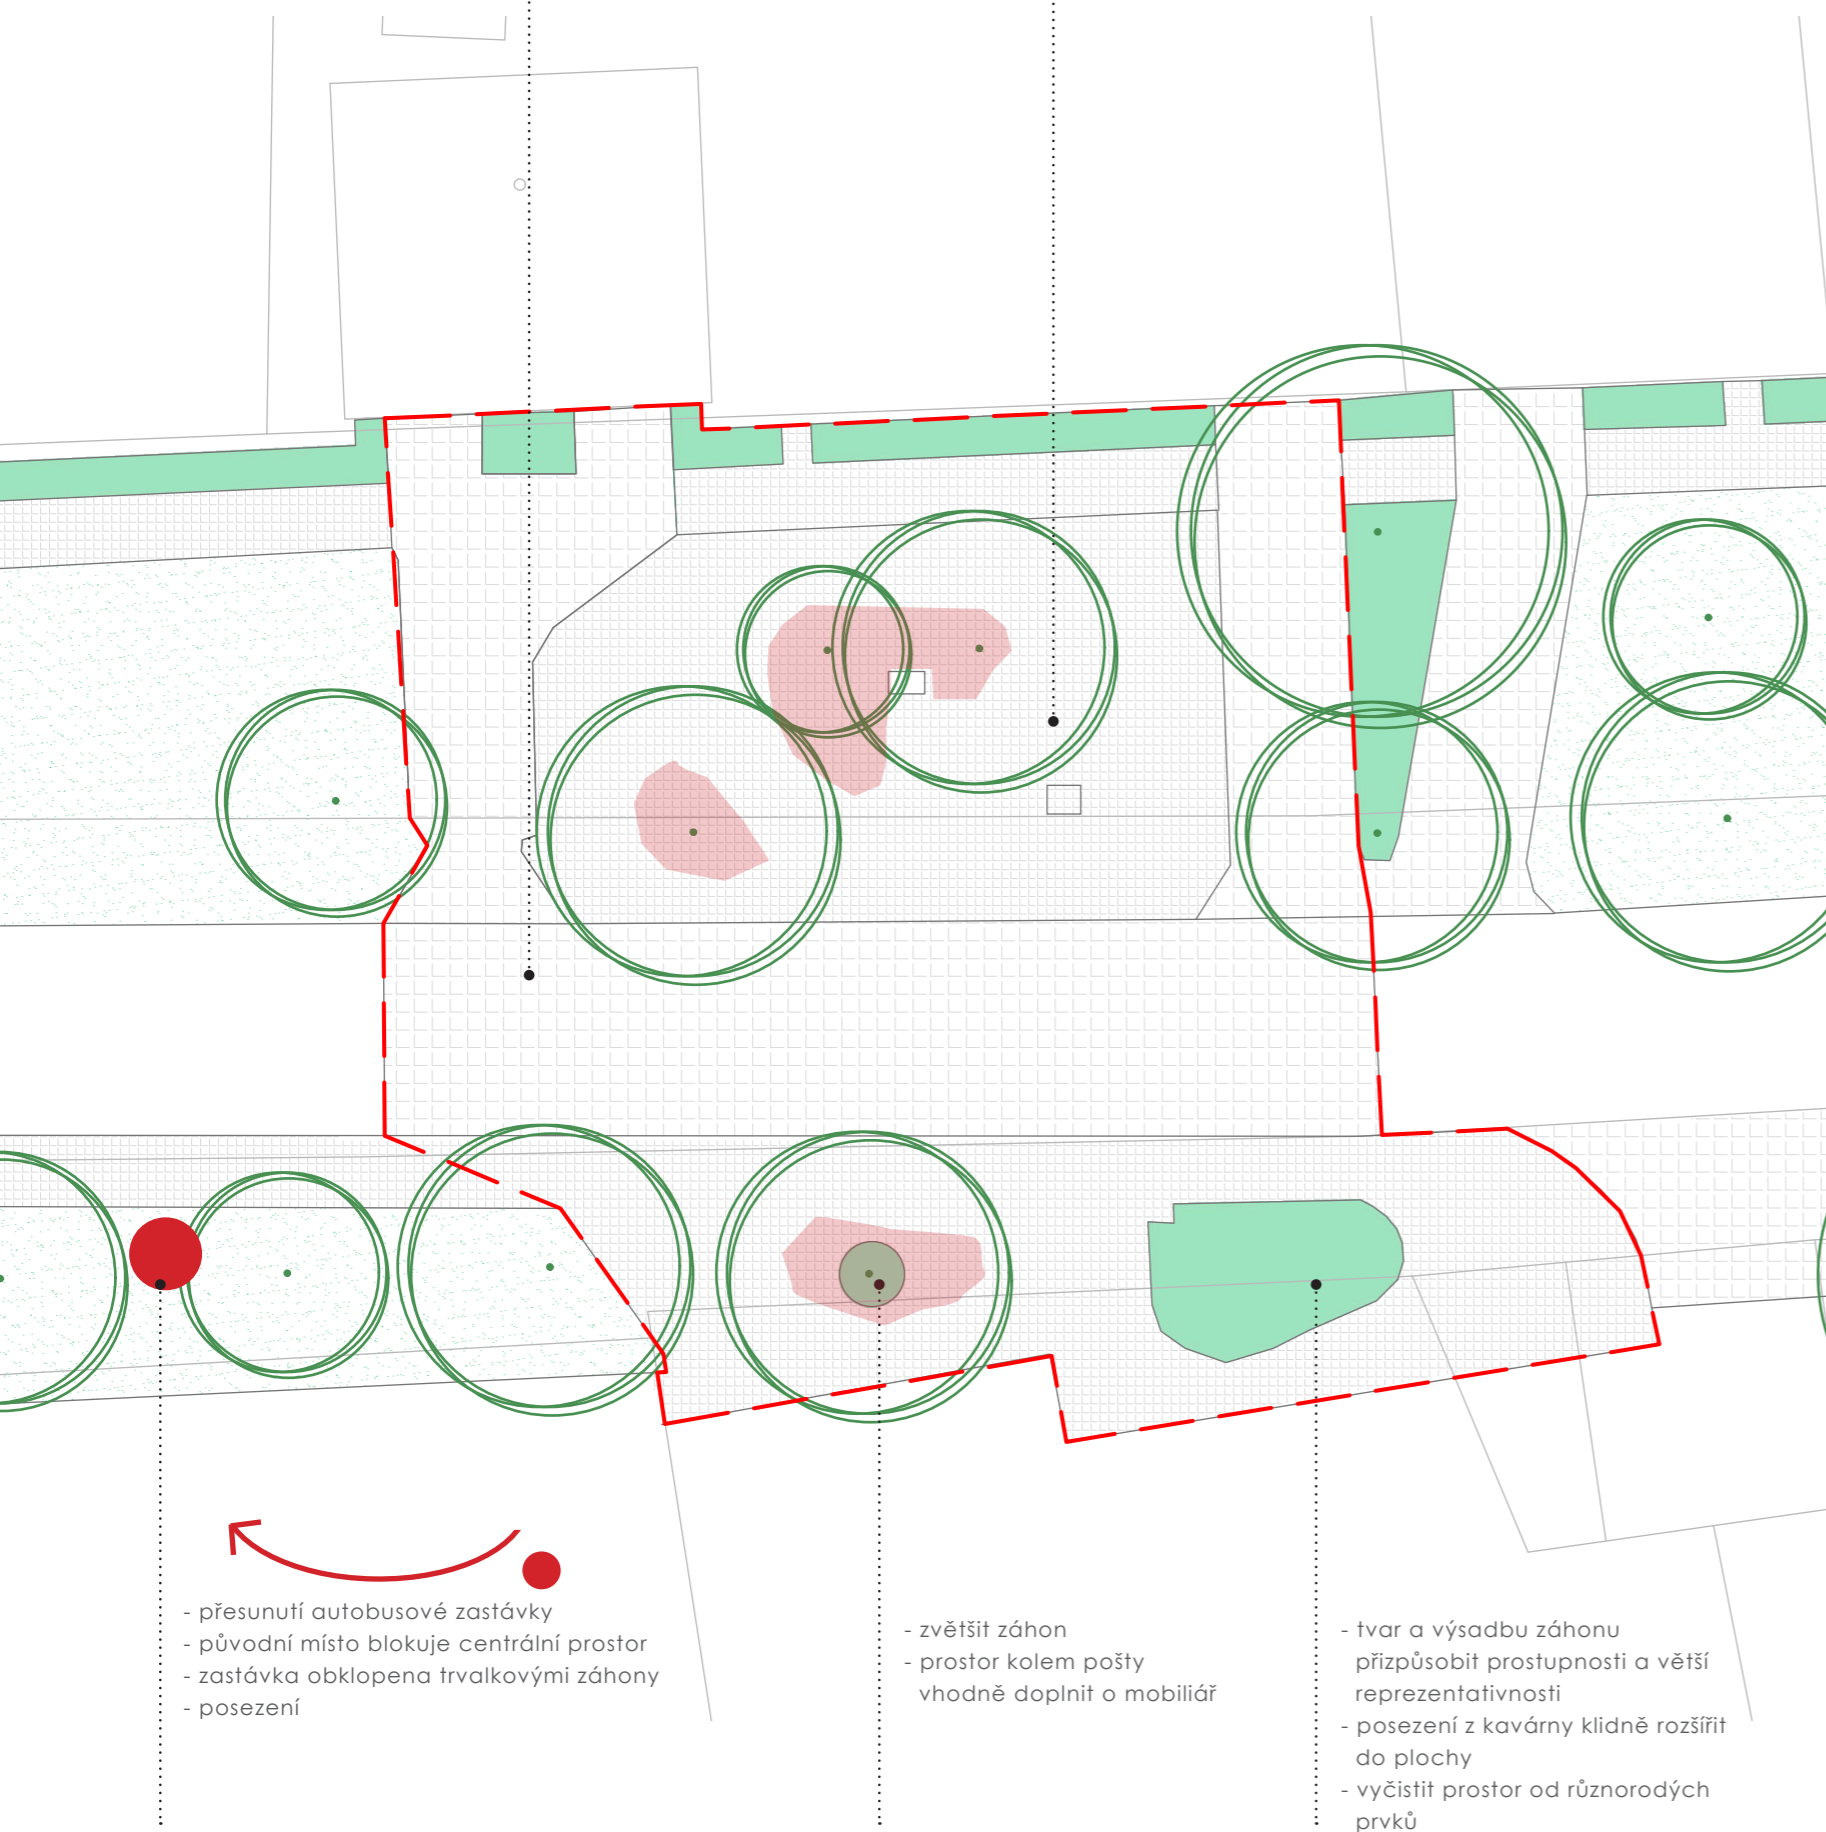 - přesunutí autobusové zastávky
- původní místo blokuje centrální prostor
- zastávka obklopena trvalkovými záhony
- posezení
- zvětšit záhon
- prostor kolem pošty
vhodně doplnit o mobiliář
- tvar a výsadbu záhonu
přizpůsobit prostupnosti a větší
reprezentativnosti
- posezení z kavárny klidně rozšířit
do plochy
- vyčistit prostor od různorodých
prvků